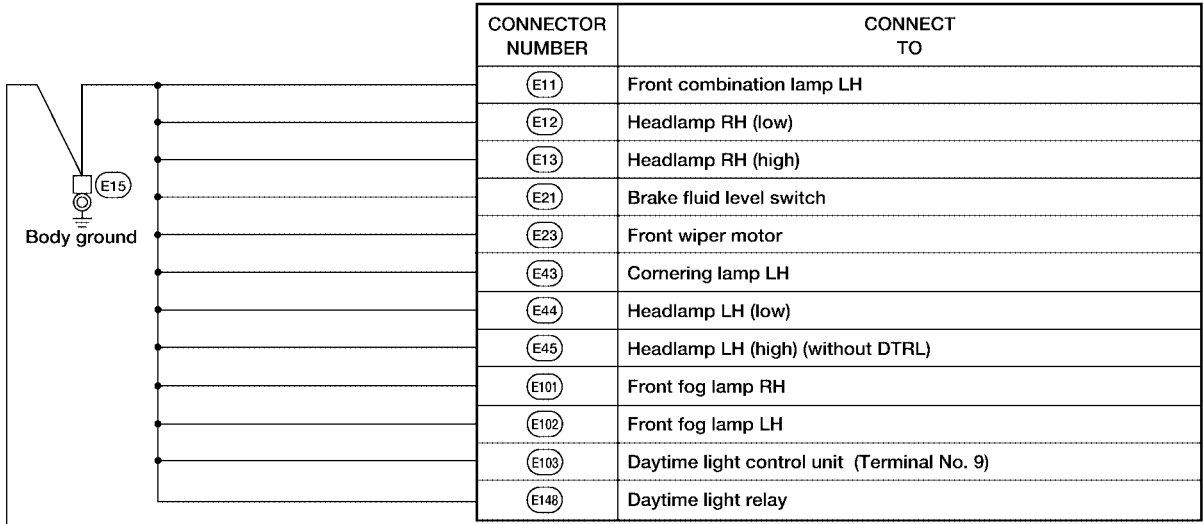 CONNECTOR NUMBER CONNECT TO
E11 Front combination lamp LH
E12 Headlamp RH (low)
E13 Headlamp RH (high)
E15
E21 Brake fluid level switch
Body ground
E23 Front wiper motor
E43 Cornering lamp LH
E44 Headlamp LH (low)
E45 Headlamp LH (high) (without DTRL)
E101 Front fog lamp RH
E102 Front fog lamp LH
E103 Daytime light control unit (Terminal No. 9)
E148 Daytime light relay